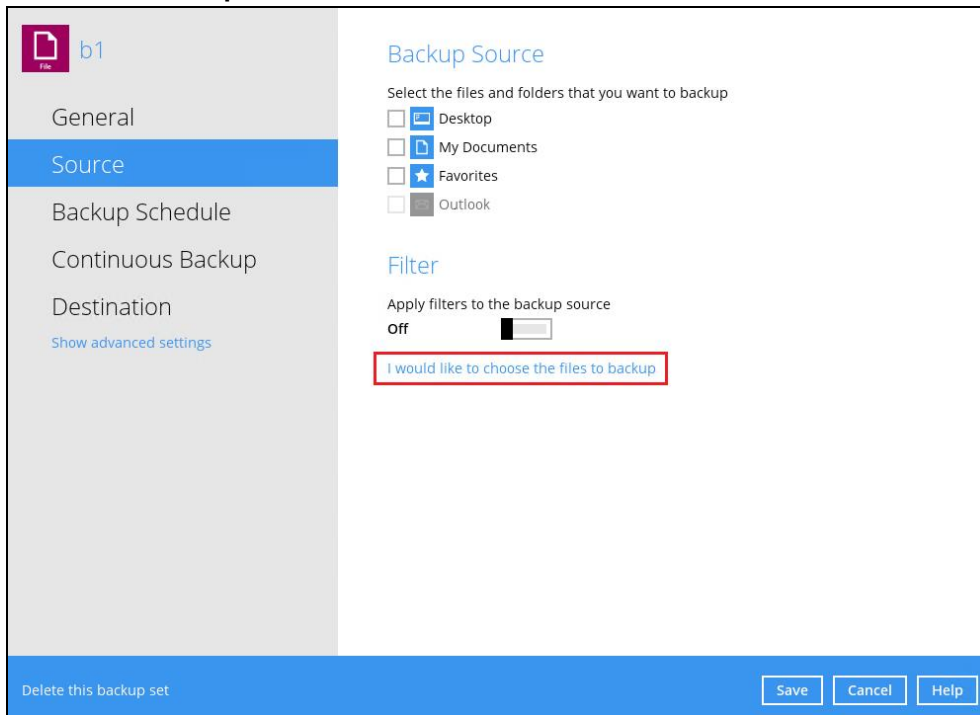 File
b1
General
Source
Backup Schedule
Continuous Backup
Destination
Show advanced settings
Backup Source
Select the files and folders that you want to backup
Desktop
My Documents
Favorites
Outlook
Filter
Apply filters to the backup source
Off
I would like to choose the files to backup
Delete this backup set
Save Cancel Help